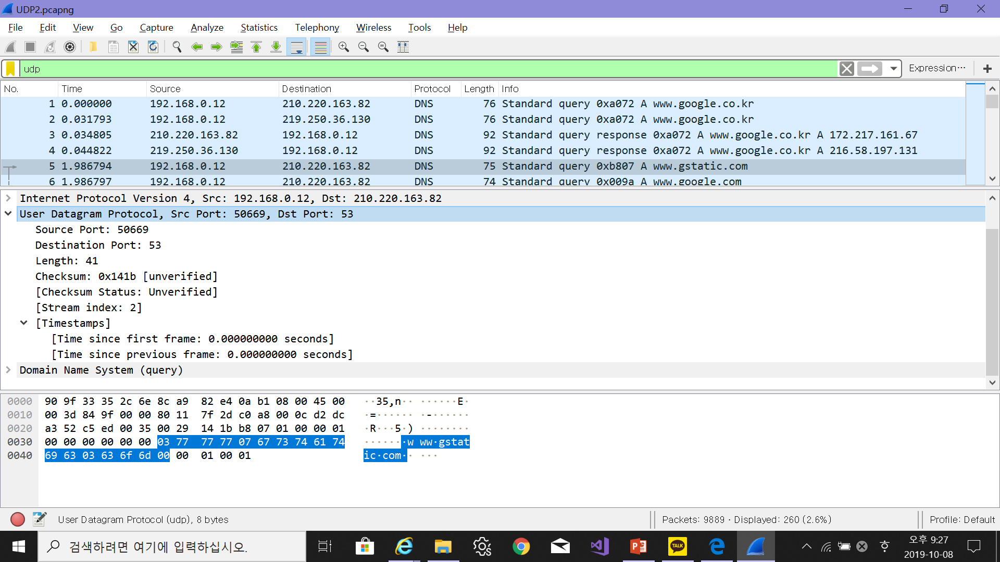 UDP2.pcapng
File Edit View Go Capture Analyze Statistics Telephony Wireless Tools Help
udp Expression…
No. Time Source Destination Protocol Length Info
1 0.000000 192.168.0.12 210.220.163.82 DNS 76 Standard query 0xa072 A www.google.co.kr
2 0.031793 192.168.0.12 219.250.36.130 DNS 76 Standard query 0xa072 A www.google.co.kr
3 0.034805 210.220.163.82 192.168.0.12 DNS 92 Standard query response 0xa072 A www.google.co.kr A 172.217.161.67
4 0.044822 219.250.36.130 192.168.0.12 DNS 92 Standard query response 0xa072 A www.google.co.kr A 216.58.197.131
5 1.986794 192.168.0.12 210.220.163.82 DNS 75 Standard query 0xb807 A www.gstatic.com
6 1.986797 192.168.0.12 210.220.163.82 DNS 74 Standard query 0x009a A www.google.com
Internet Protocol Version 4, Src: 192.168.0.12, Dst: 210.220.163.82
User Datagram Protocol, Src Port: 50669, Dst Port: 53
Source Port: 50669
Destination Port: 53
Length: 41
Checksum: 0x141b [unverified]
[Checksum Status: Unverified]
[Stream index: 2]
[Timestamps]
[Time since first frame: 0.000000000 seconds]
[Time since previous frame: 0.000000000 seconds]
Domain Name System (query)
0000 90 9f 33 35 2c 6e 8c a9 82 e4 0a b1 08 00 45 00 ··35,n·· ······E·
0010 00 3d 84 9f 00 00 80 11 7f 2d c0 a8 00 0c d2 dc ·=······ ·-······
0020 a3 52 c5 ed 00 35 00 29 14 1b b8 07 01 00 00 01 ·R···5·) ········
0030 00 00 00 00 00 00 03 77 77 77 07 67 73 74 61 74 ·······w ww·gstat
0040 69 63 03 63 6f 6d 00 00 01 00 01 ic·com·· ···
User Datagram Protocol (udp), 8 bytes
Packets: 9889 · Displayed: 260 (2.6%)
Profile: Default
검색하려면 여기에 입력하십시오.
TALK
오후 9:27
2019-10-08